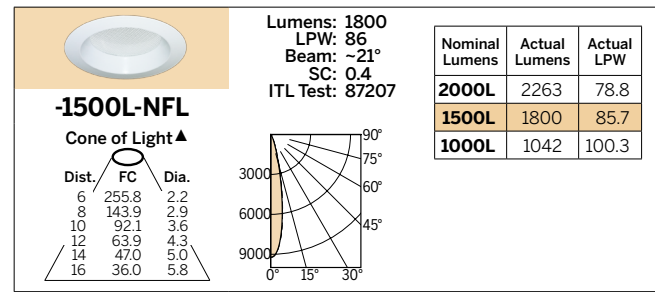 -1500L-NFL
Cone of Light▲
Dist. FC Dia.
6 255.8 2.2
8 143.9 2.9
10 92.1 3.6
12 63.9 4.3
14 47.0 5.0
16 36.0 5.8
Lumens: 1800
LPW: 86
Beam: ~21°
SC: 0.4
ITL Test: 87207
90°
75°
3000
60°
6000
45°
9000
0° 15° 30°
Nominal Lumens Actual Lumens Actual LPW
2000L 2263 78.8
1500L 1800 85.7
1000L 1042 100.3